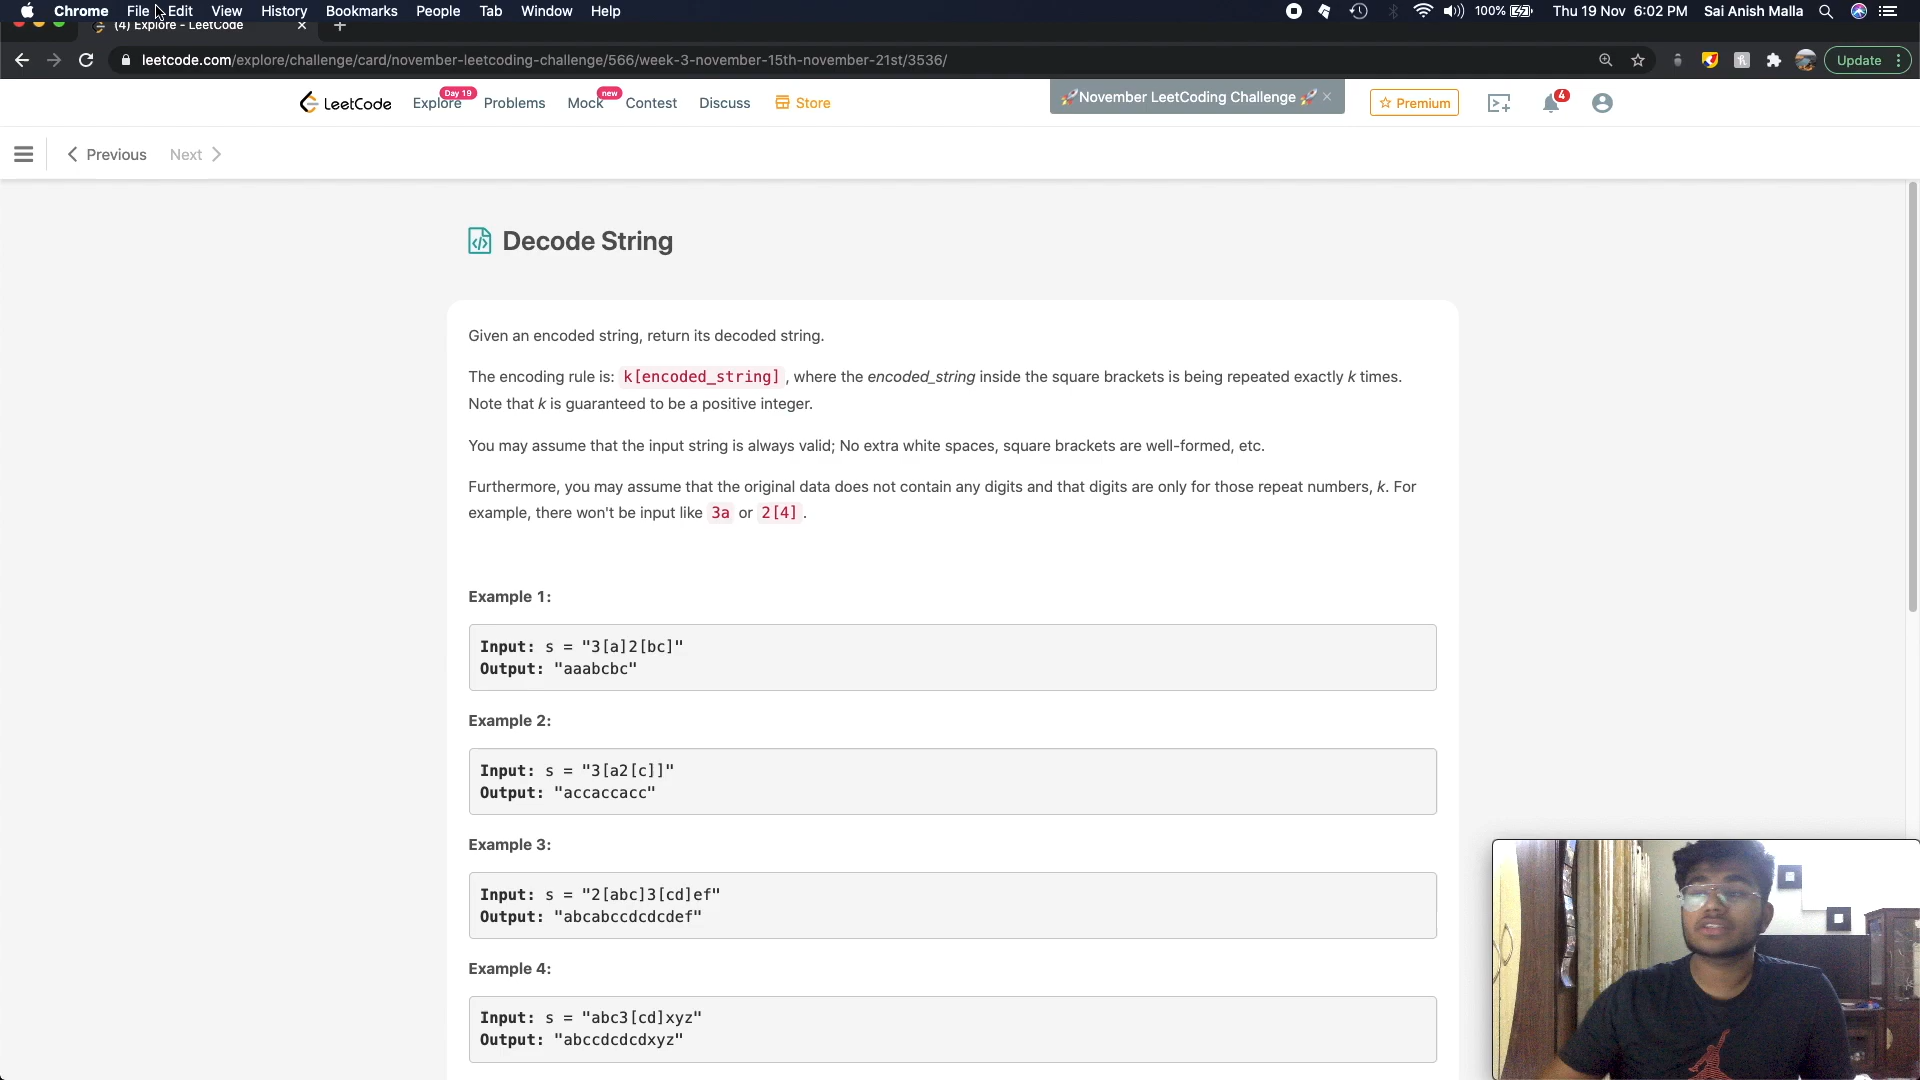 Chrome File Edit View History Bookmarks People Tab Window Help 100% Thu 19 Nov 6:02 PM Sai Anish Malla
(4) Explore - LeetCode
leetcode.com/explore/challenge/card/november-leetcoding-challenge/566/week-3-november-15th-november-21st/3536/ Update
LeetCode Explore Day 19 Problems Mock new Contest Discuss Store 🚀November LeetCoding Challenge 🚀 × Premium 4
Previous Next
Decode String
Given an encoded string, return its decoded string.
The encoding rule is: k[encoded_string], where the encoded_string inside the square brackets is being repeated exactly k times.
Note that k is guaranteed to be a positive integer.
You may assume that the input string is always valid; No extra white spaces, square brackets are well-formed, etc.
Furthermore, you may assume that the original data does not contain any digits and that digits are only for those repeat numbers, k. For
example, there won't be input like 3a or 2[4].
Example 1:
Input: s = "3[a]2[bc]"
Output: "aaabcbc"
Example 2:
Input: s = "3[a2[c]]"
Output: "accaccacc"
Example 3:
Input: s = "2[abc]3[cd]ef"
Output: "abcabccdcdcdef"
Example 4:
Input: s = "abc3[cd]xyz"
Output: "abccdcdcdxyz"